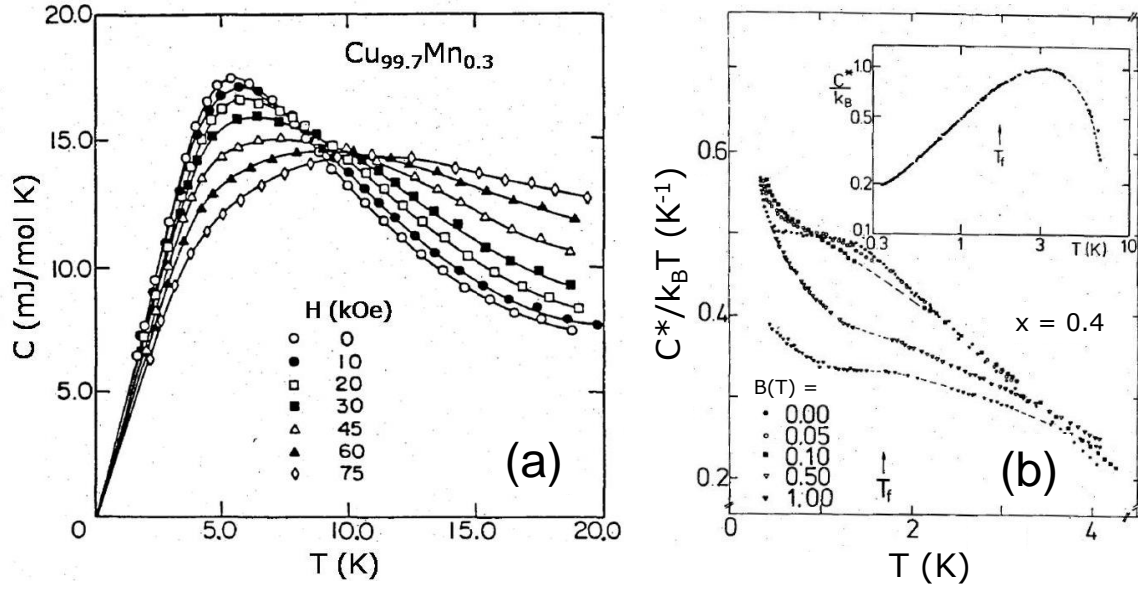 20.0
15.0
10.0
5.0
0
C (mJ/mol K)
Cu99.7Mn0.3
H (kOe)
0
10
20
30
45
60
75
(a)
0 5.0 10.0 15.0 20.0
T (K)
0.6
0.4
0.2
C*/kBT (K-1)
C*
kB
1.0
0.5
0.2
0.1
Tf
0.3 1 3 10
T (K)
x = 0.4
B(T) =
0.00
0.05
0.10
0.50
1.00
Tf
(b)
0 2 4
T (K)